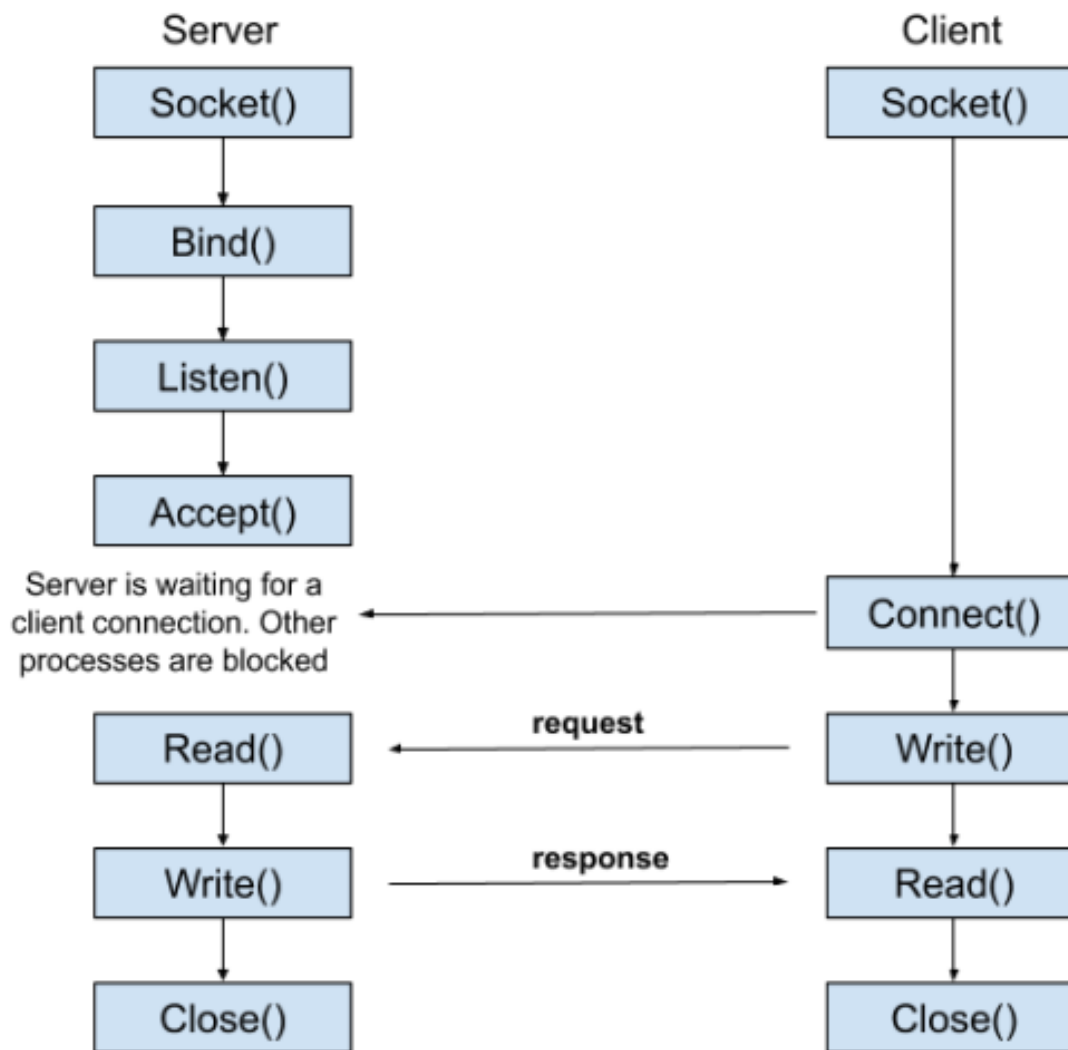 Server
Client
Socket()
Socket()
Bind()
Listen()
Accept()
Server is waiting for a
client connection. Other
processes are blocked
Connect()
Read()
request
Write()
Write()
response
Read()
Close()
Close()